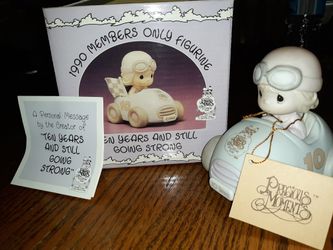 1990 MEMBERS ONLY FIGURINE
TEN YEARS AND STILL
GOING STRONG
A Personal Message
by the Creator of
"TEN YEARS
AND STILL
GOING
STRONG"
10
PRECIOUS
MOMENTS